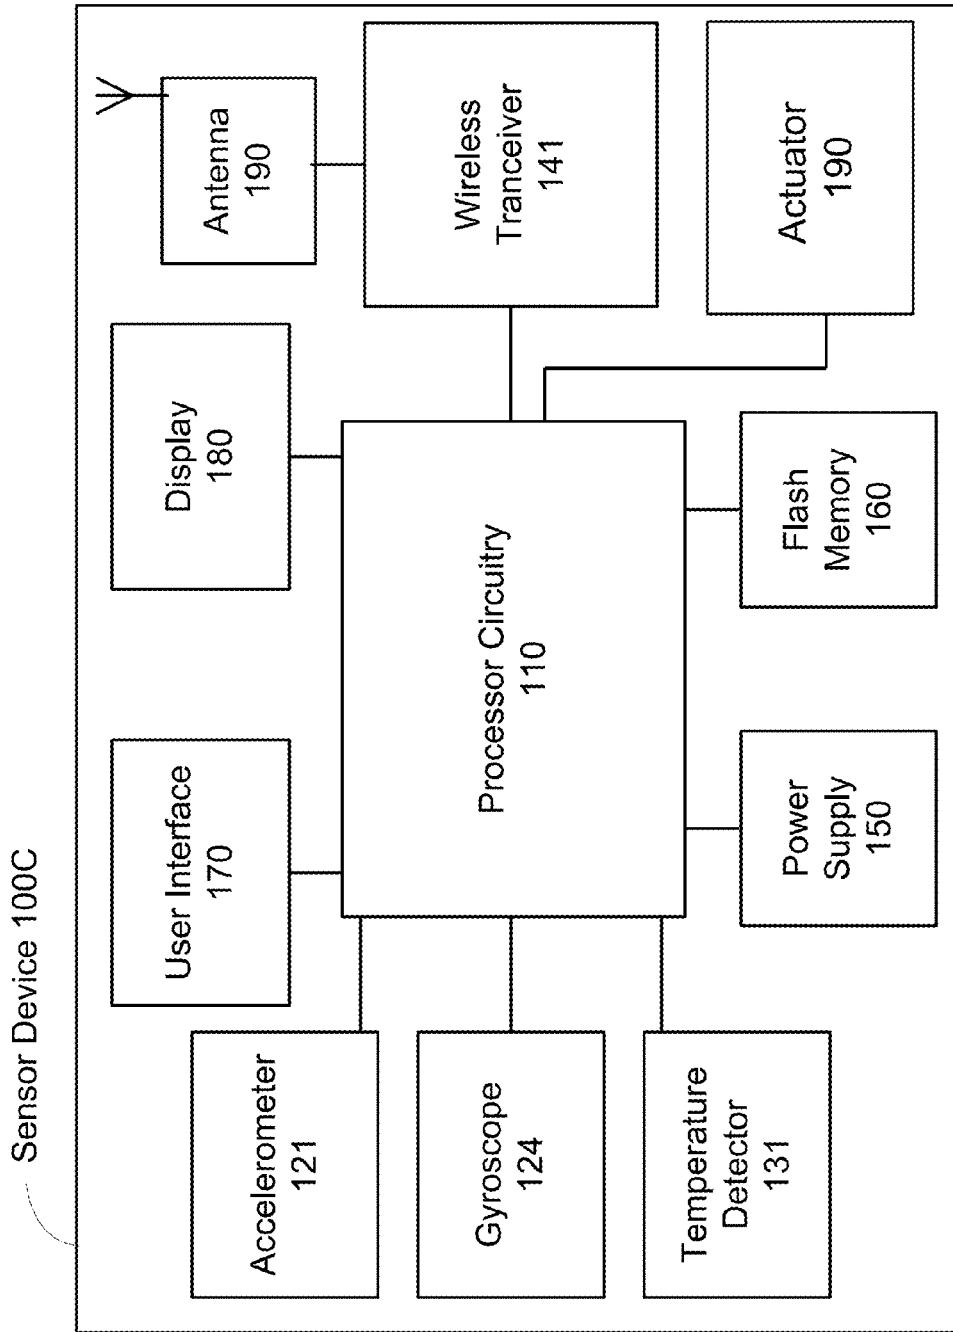 Sensor Device 100C
Accelerometer
121
Gyroscope
124
Temperature
Detector
131
User Interface
170
Processor Circuitry
110
Power
Supply
150
Display
180
Flash
Memory
160
Antenna
190
Wireless
Tranceiver
141
Actuator
190